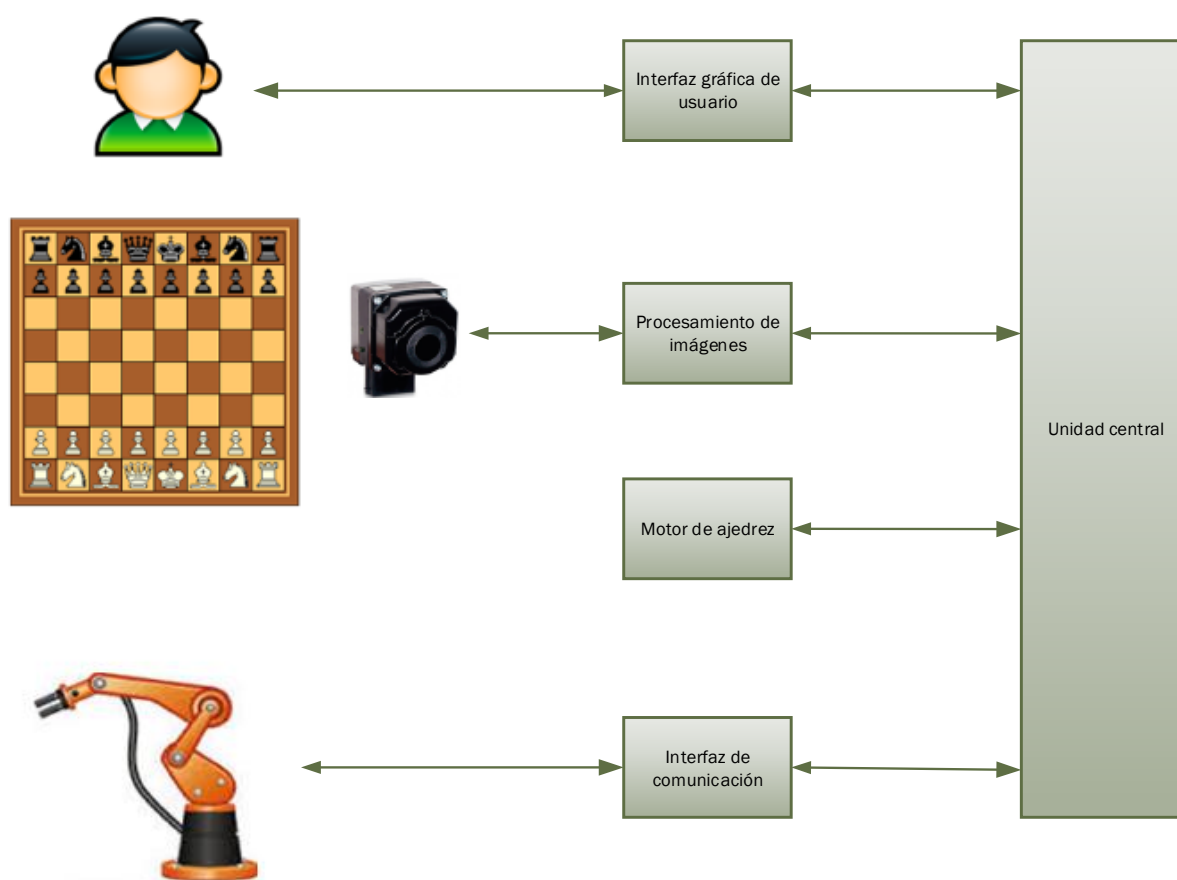 Interfaz gráfica de
usuario
Procesamiento de
imágenes
Unidad central
Motor de ajedrez
Interfaz de
comunicación